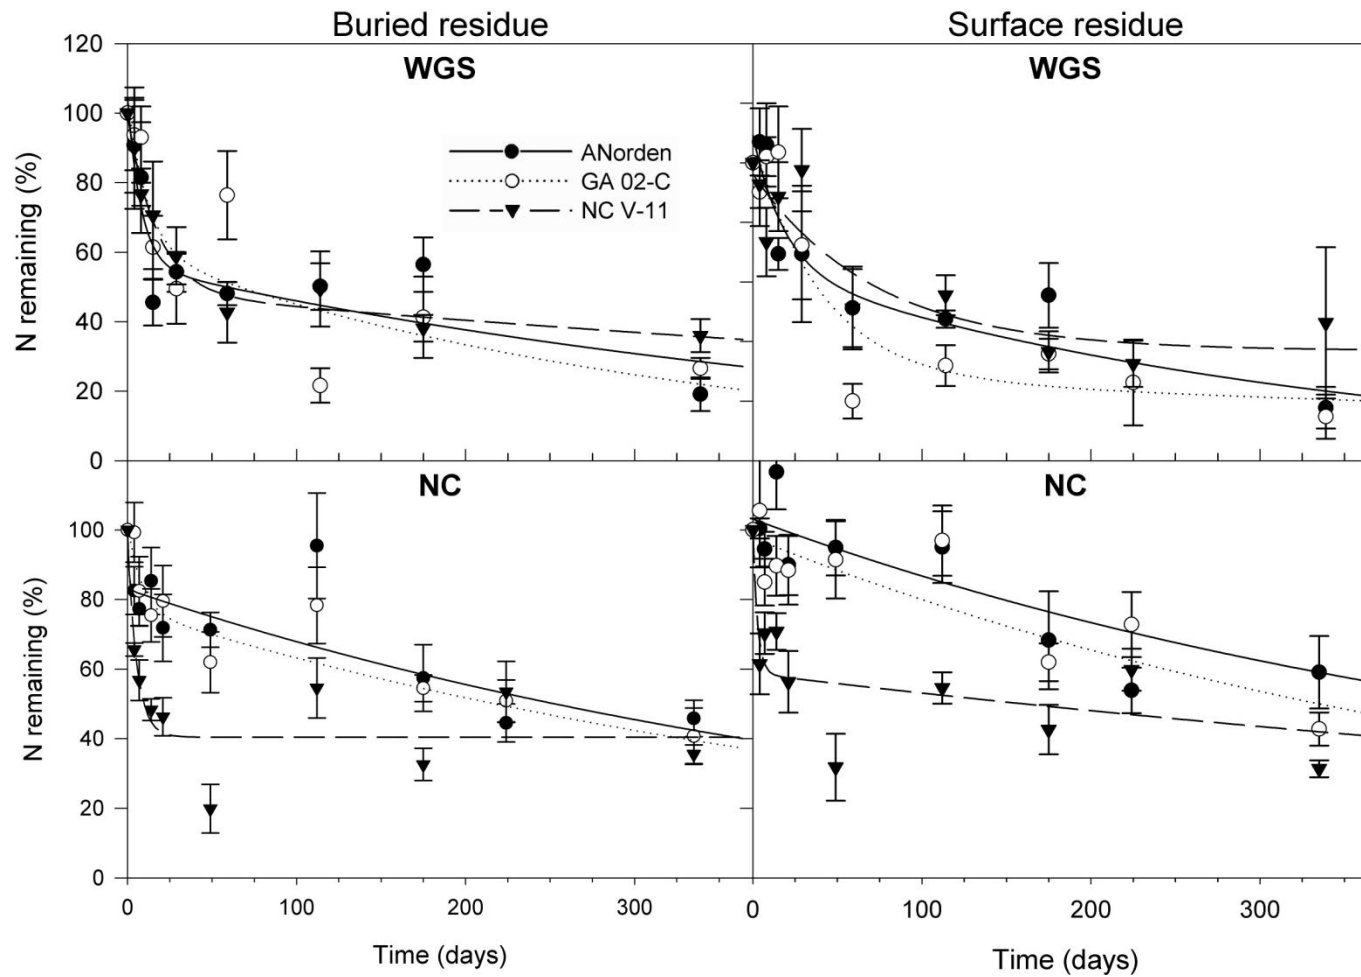 Buried residue
Surface residue
WGS
WGS
120
100
80
60
40
20
0
N remaining (%)
ANorden
GA 02-C
NC V-11
NC
NC
100
80
60
40
20
0
N remaining (%)
0 100 200 300
0 100 200 300
Time (days)
Time (days)